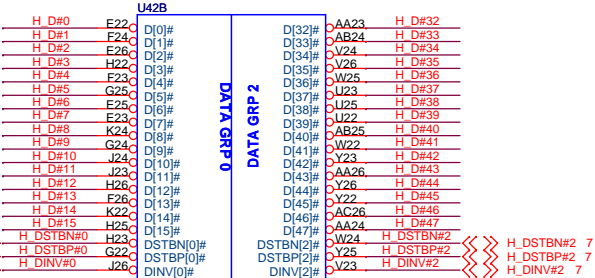 U42B
H_D#0 E22 D[0]# D[32]# AA23 H_D#32
H_D#1 F24 D[1]# D[33]# AB24 H_D#33
H_D#2 E26 D[2]# D[34]# V24 H_D#34
H_D#3 H22 D[3]# D[35]# V26 H_D#35
H_D#4 F23 D[4]# D[36]# W25 H_D#36
H_D#5 G25 D[5]# D[37]# U23 H_D#37
H_D#6 E25 D[6]# D[38]# U25 H_D#38
H_D#7 E23 D[7]# D[39]# U22 H_D#39
H_D#8 K24 D[8]# D[40]# AB25 H_D#40
H_D#9 G24 D[9]# D[41]# W22 H_D#41
H_D#10 J24 D[10]# D[42]# Y23 H_D#42
H_D#11 J23 D[11]# D[43]# AA26 H_D#43
H_D#12 H26 D[12]# D[44]# Y26 H_D#44
H_D#13 F26 D[13]# D[45]# Y22 H_D#45
H_D#14 K22 D[14]# D[46]# AC26 H_D#46
H_D#15 H25 D[15]# D[47]# AA24 H_D#47
H_DSTBN#0 H23 DSTBN[0]# DSTBN[2]# W24 H_DSTBN#2 H_DSTBN#2 7
H_DSTBP#0 G22 DSTBP[0]# DSTBP[2]# Y25 H_DSTBP#2 H_DSTBP#2 7
H_DINV#0 J26 DINV[0]# DINV[2]# V23 H_DINV#2 H_DINV#2 7
DATA GRP 0
DATA GRP 2